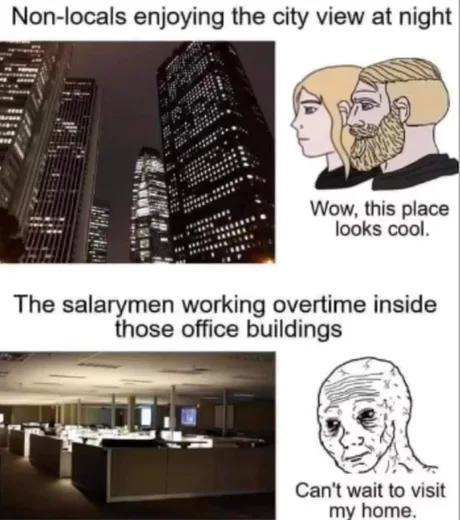 Non-locals enjoying the city view at night
Wow, this place
looks cool.
The salarymen working overtime inside
those office buildings
Can't wait to visit
my home.